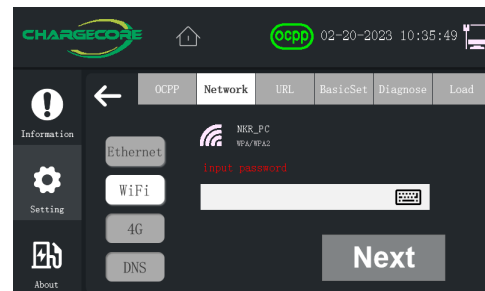 CHARGECORE
ocpp 02-20-2023 10:35:49
OCPP Network URL BasicSet Diagnose Load
Information
Setting
About
Ethernet
WiFi
4G
DNS
NKR_PC
WPA/WPA2
input password
Next